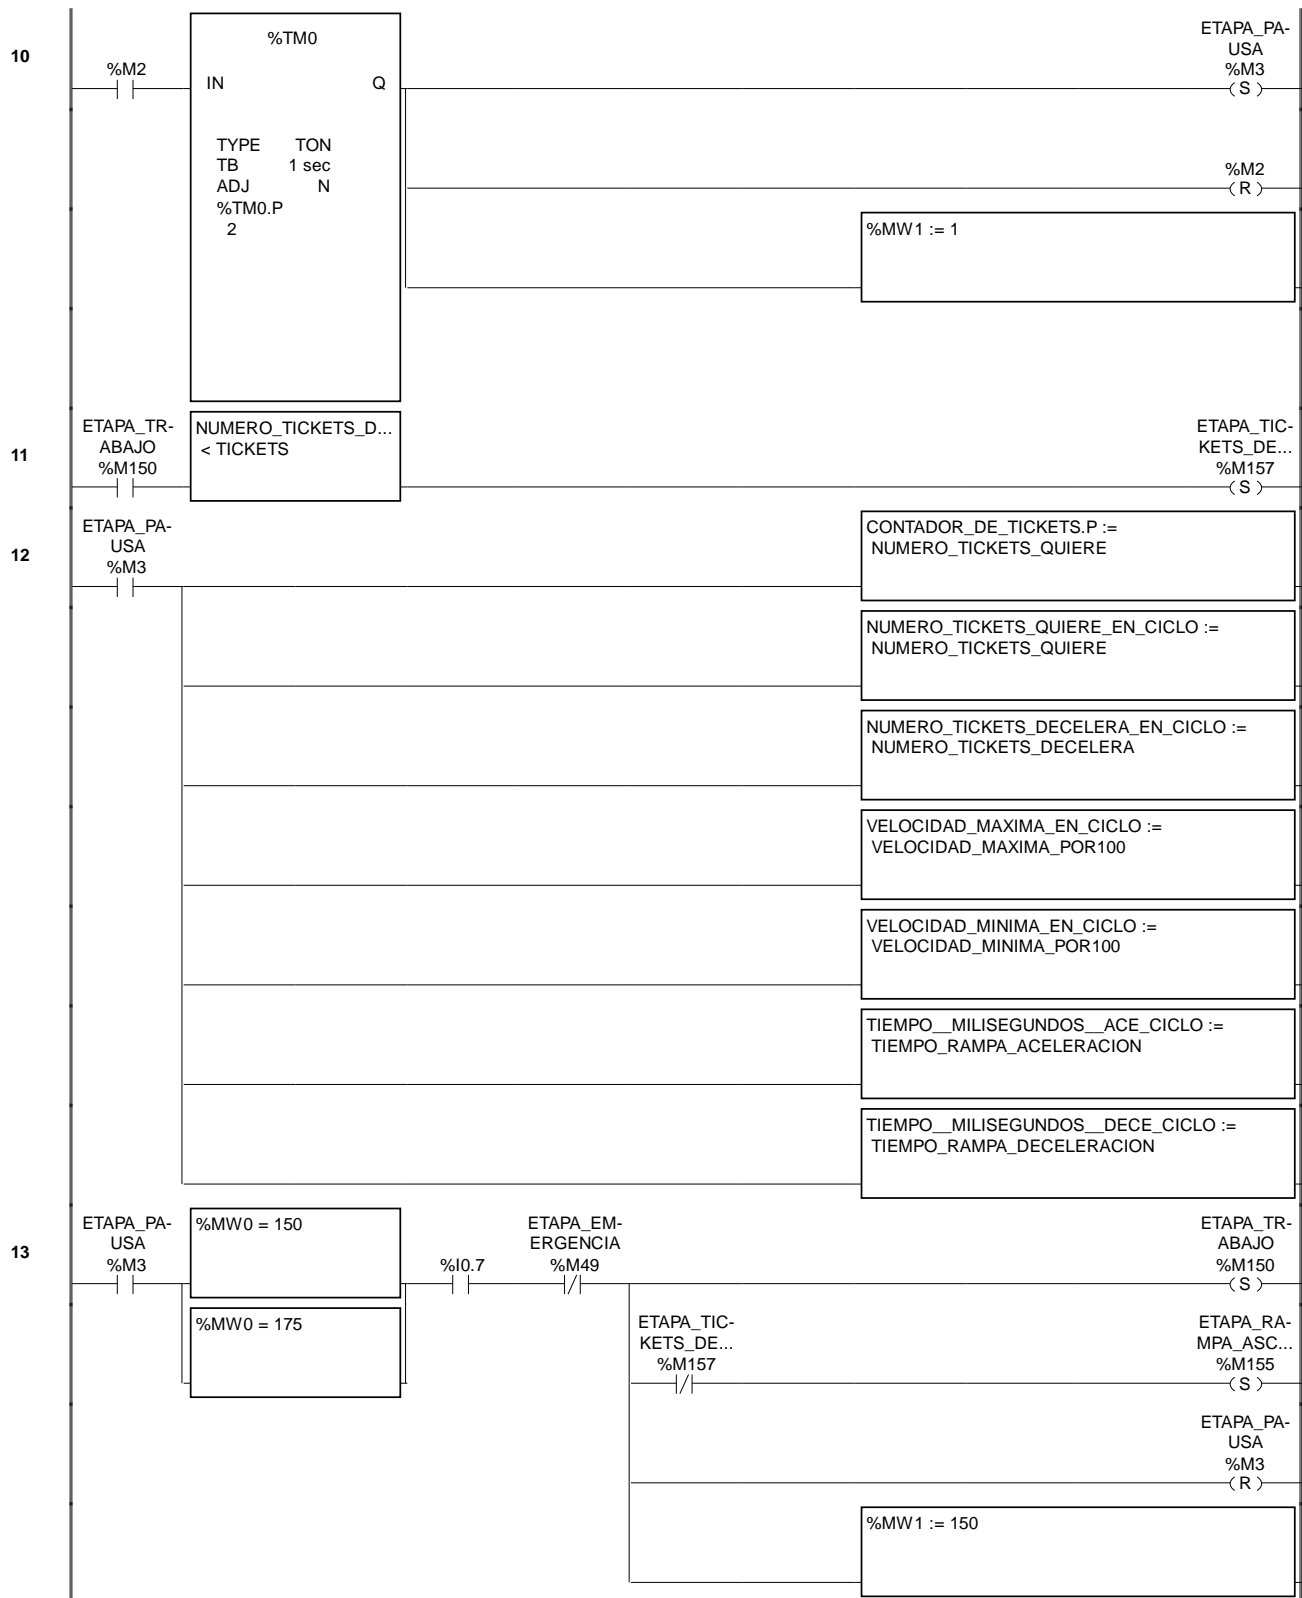 10
%M2
%TM0
IN Q
TYPE TON
TB 1 sec
ADJ N
%TM0.P
2
ETAPA_PA-
USA
%M3
S
%M2
R
%MW1 := 1
11
ETAPA_TR-
ABAJO
%M150
NUMERO_TICKETS_D...
< TICKETS
ETAPA_TIC-
KETS_DE...
%M157
S
12
ETAPA_PA-
USA
%M3
CONTADOR_DE_TICKETS.P :=
NUMERO_TICKETS_QUIERE
NUMERO_TICKETS_QUIERE_EN_CICLO :=
NUMERO_TICKETS_QUIERE
NUMERO_TICKETS_DECELERA_EN_CICLO :=
NUMERO_TICKETS_DECELERA
VELOCIDAD_MAXIMA_EN_CICLO :=
VELOCIDAD_MAXIMA_POR100
VELOCIDAD_MINIMA_EN_CICLO :=
VELOCIDAD_MINIMA_POR100
TIEMPO__MILISEGUNDOS__ACE_CICLO :=
TIEMPO_RAMPA_ACELERACION
TIEMPO__MILISEGUNDOS__DECE_CICLO :=
TIEMPO_RAMPA_DECELERACION
13
ETAPA_PA-
USA
%M3
%MW0 = 150
%MW0 = 175
%I0.7
ETAPA_EM-
ERGENCIA
%M49
ETAPA_TR-
ABAJO
%M150
S
ETAPA_TIC-
KETS_DE...
%M157
ETAPA_RA-
MPA_ASC...
%M155
S
ETAPA_PA-
USA
%M3
R
%MW1 := 150